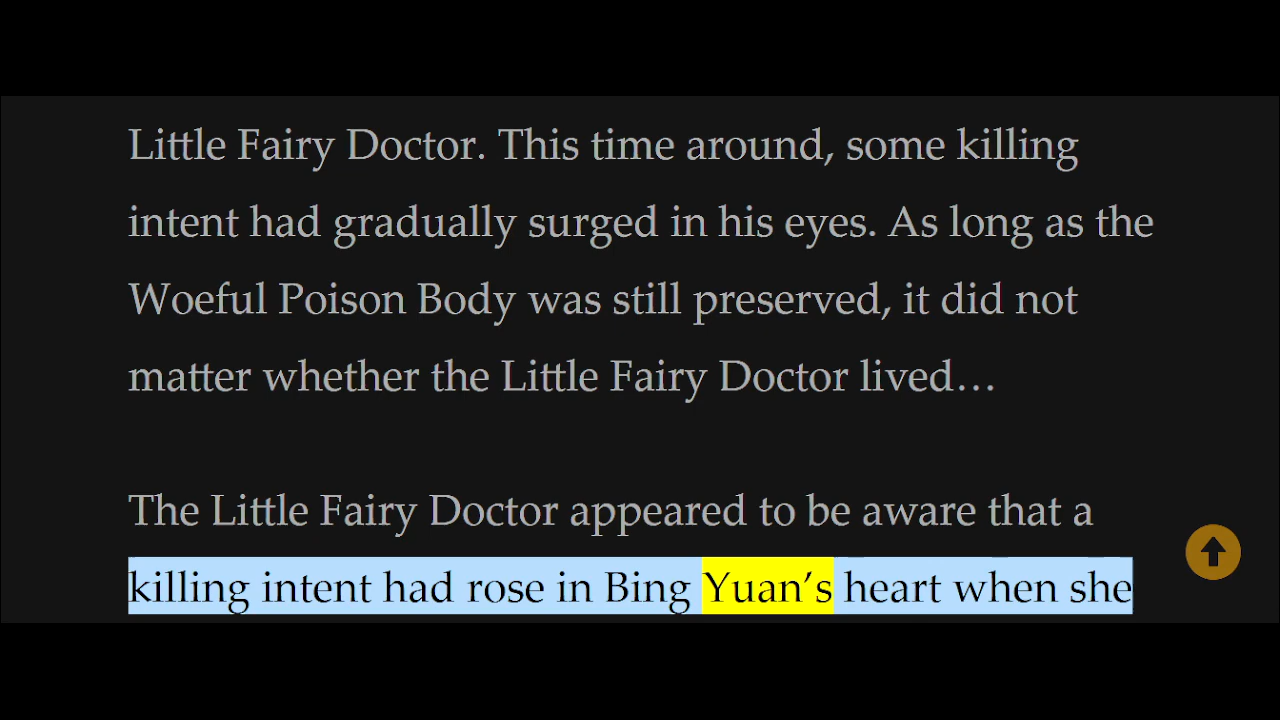 Little Fairy Doctor. This time around, some killing
intent had gradually surged in his eyes. As long as the
Woeful Poison Body was still preserved, it did not
matter whether the Little Fairy Doctor lived…
The Little Fairy Doctor appeared to be aware that a
killing intent had rose in Bing Yuan’s heart when she